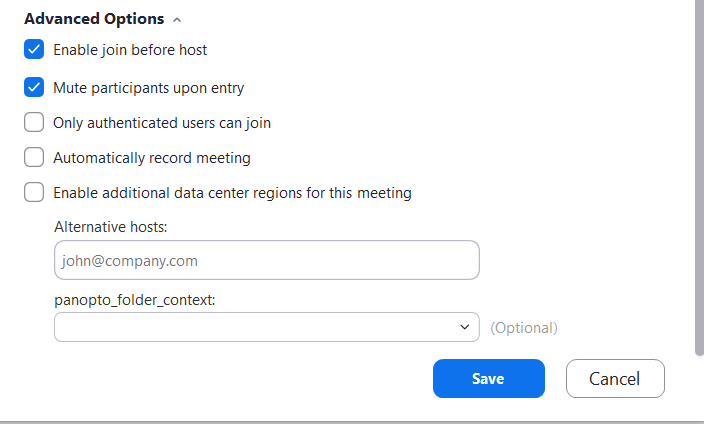 Advanced Options
Enable join before host
Mute participants upon entry
Only authenticated users can join
Automatically record meeting
Enable additional data center regions for this meeting
Alternative hosts:
john@company.com
panopto_folder_context:
(Optional)
Save Cancel